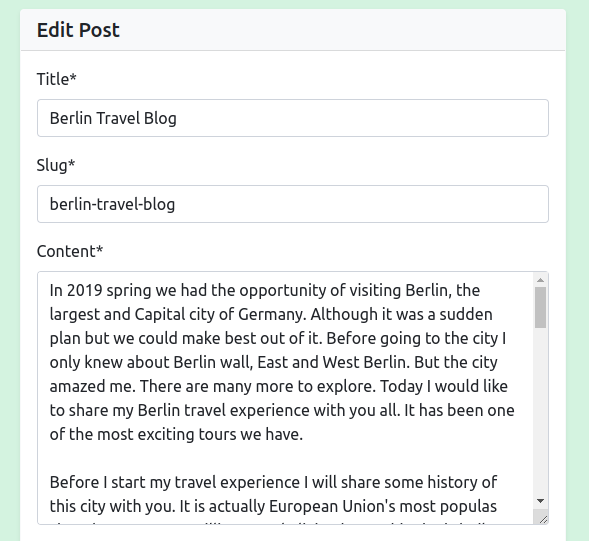 Edit Post
Title*
Berlin Travel Blog
Slug*
berlin-travel-blog
Content*
In 2019 spring we had the opportunity of visiting Berlin, the
largest and Capital city of Germany. Although it was a sudden
plan but we could make best out of it. Before going to the city I
only knew about Berlin wall, East and West Berlin. But the city
amazed me. There are many more to explore. Today I would like
to share my Berlin travel experience with you all. It has been one
of the most exciting tours we have.
Before I start my travel experience I will share some history of
this city with you. It is actually European Union's most populas